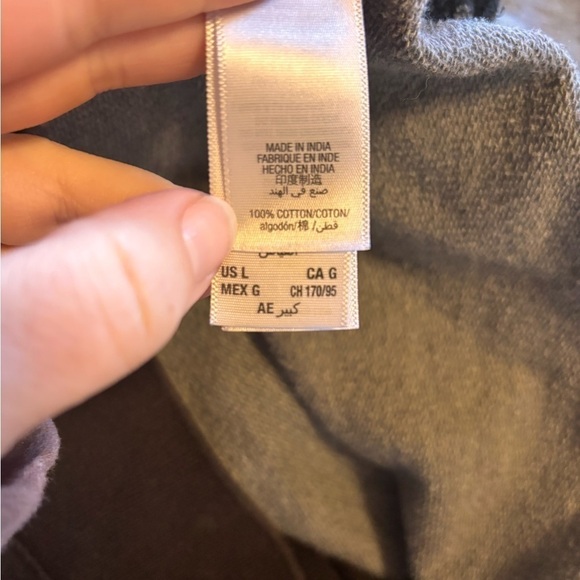 MADE IN INDIA
FABRIQUE EN INDE
HECHO EN INDIA
印度制造
صنع في الهند
100% COTTON/COTON/
algodón/棉/قطن/
US L CA G
MEX G CH 170/95
AE كبير